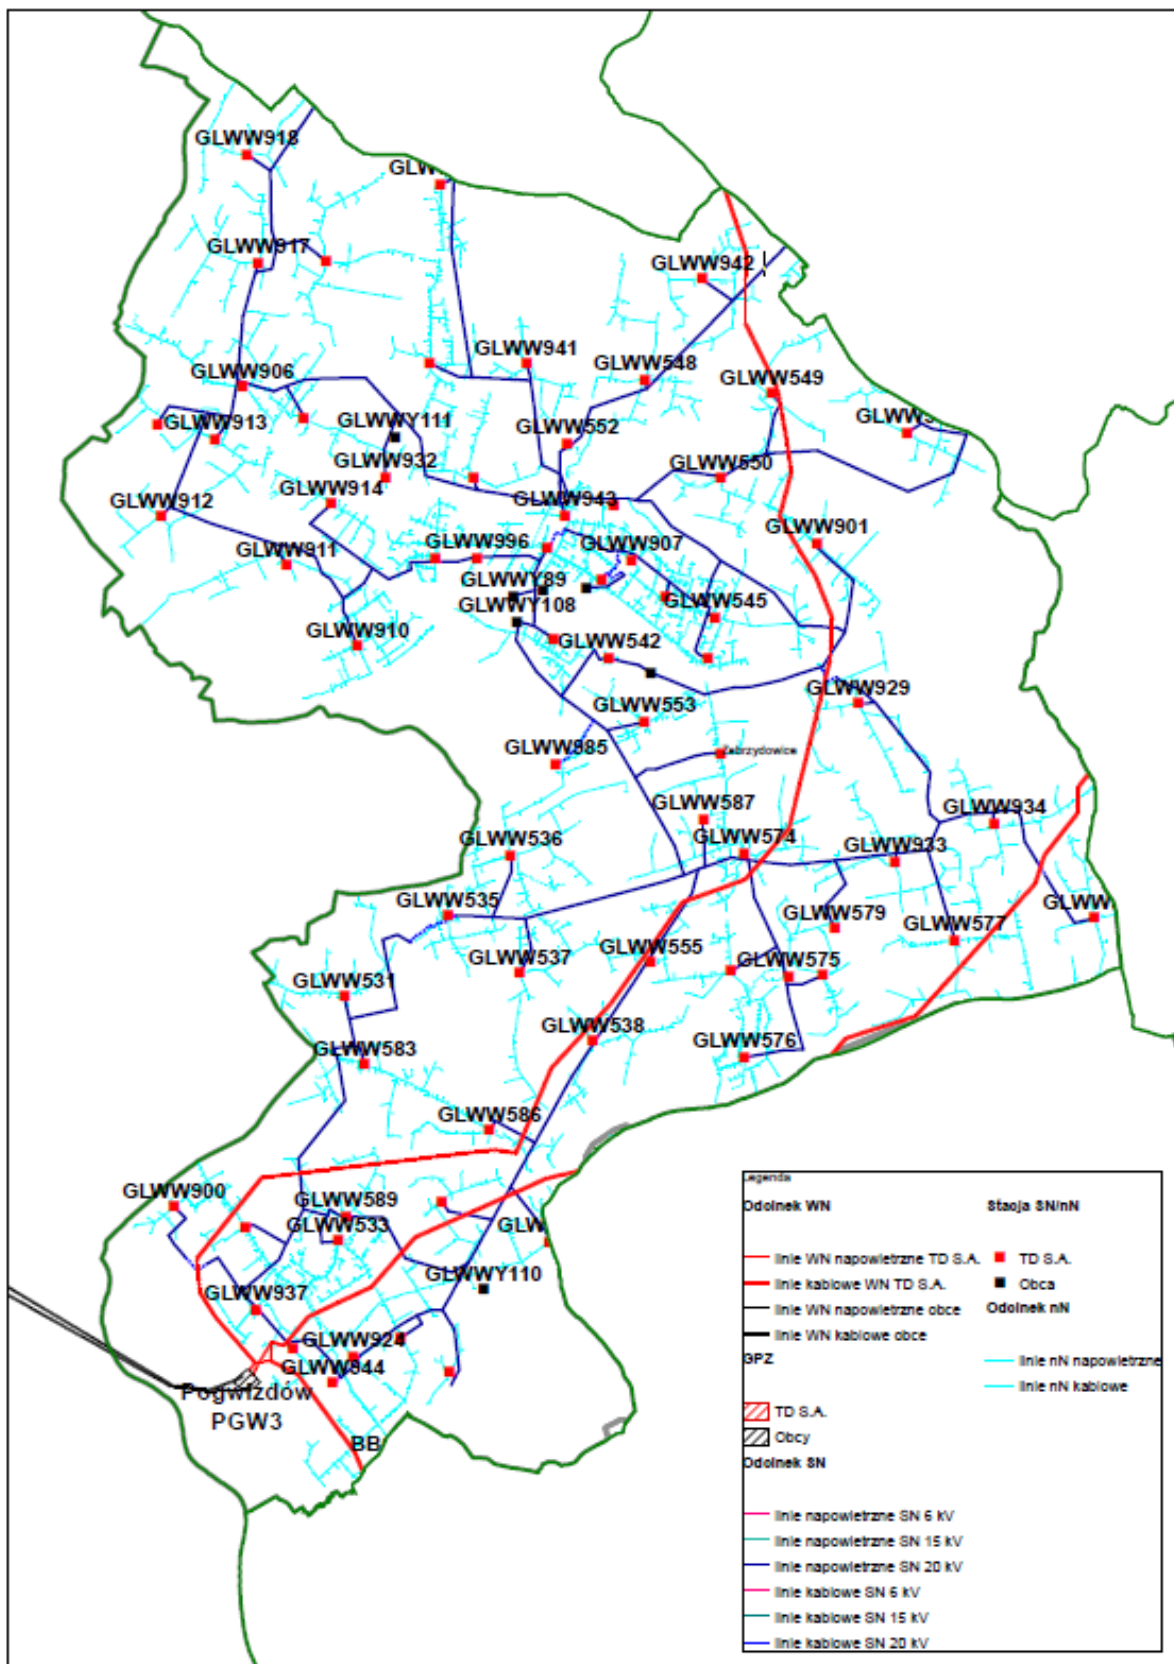 GLWW918
GLW
GLWW917
GLWW942
GLWW941
GLWW548
GLWW549
GLWW906
GLWW913
GLWWY111
GLWW552
GLWW932
GLWW550
GLWW914
GLWW912
GLWW943
GLWW901
GLWW911
GLWW996
GLWW907
GLWWY89
GLWWY108
GLWW545
GLWW910
GLWW542
GLWW929
GLWW553
GLWW985
Zebrzydowice
GLWW587
GLWW934
GLWW536
GLWW574
GLWW933
GLWW535
GLWW579
GLWW577
GLWW
GLWW537
GLWW555
GLWW575
GLWW531
GLWW538
GLWW576
GLWW583
GLWW586
GLWW900
GLWW589
GLWW533
GLW
GLWWY110
GLWW937
GLWW924
GLWW944
Pogwizdów
PGW3
BB
Legenda
Odcinek WN
Stacja SN/nN
linie WN napowietrzne TD S.A.
TD S.A.
linie kablowe WN TD S.A.
Obca
linie WN napowietrzne obce
Odcinek nN
linie WN kablowe obce
GPZ
linie nN napowietrzne
linie nN kablowe
TD S.A.
Obcy
Odcinek SN
linie napowietrzne SN 6 kV
linie napowietrzne SN 15 kV
linie napowietrzne SN 20 kV
linie kablowe SN 6 kV
linie kablowe SN 15 kV
linie kablowe SN 20 kV